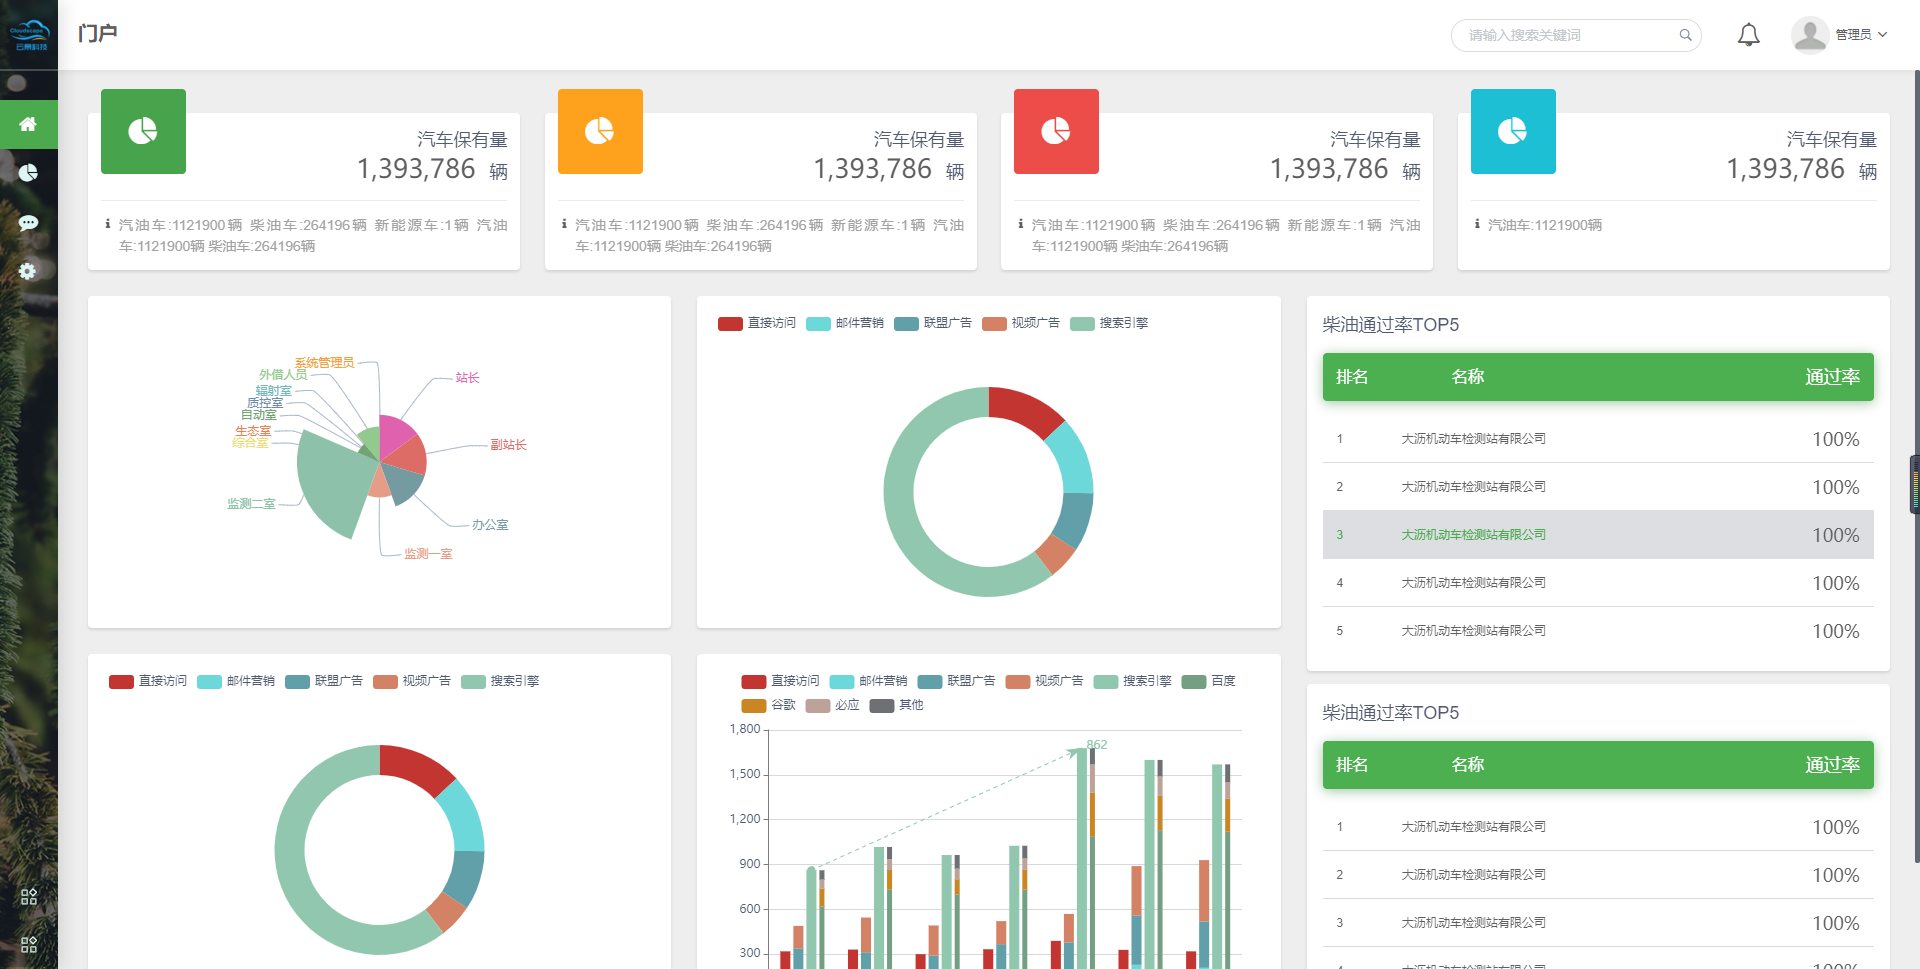 Cloudscape
云景科技
门户
请输入搜索关键词
管理员
汽车保有量
1,393,786 辆
汽油车:1121900辆 柴油车:264196辆 新能源车:1辆 汽油
车:1121900辆 柴油车:264196辆
汽车保有量
1,393,786 辆
汽油车:1121900辆 柴油车:264196辆 新能源车:1辆 汽油
车:1121900辆 柴油车:264196辆
汽车保有量
1,393,786 辆
汽油车:1121900辆 柴油车:264196辆 新能源车:1辆 汽油
车:1121900辆 柴油车:264196辆
汽车保有量
1,393,786 辆
汽油车:1121900辆
系统管理员
外借人员
辐射室
质控室
自动室
生态室
综合室
监测二室
站长
副站长
办公室
监测一室
直接访问 邮件营销 联盟广告 视频广告 搜索引擎
柴油通过率TOP5
排名 名称 通过率
1 大沥机动车检测站有限公司 100%
2 大沥机动车检测站有限公司 100%
3 大沥机动车检测站有限公司 100%
4 大沥机动车检测站有限公司 100%
5 大沥机动车检测站有限公司 100%
直接访问 邮件营销 联盟广告 视频广告 搜索引擎
直接访问 邮件营销 联盟广告 视频广告 搜索引擎 百度
谷歌 必应 其他
1,800
1,500
1,200
900
600
300
862
柴油通过率TOP5
排名 名称 通过率
1 大沥机动车检测站有限公司 100%
2 大沥机动车检测站有限公司 100%
3 大沥机动车检测站有限公司 100%